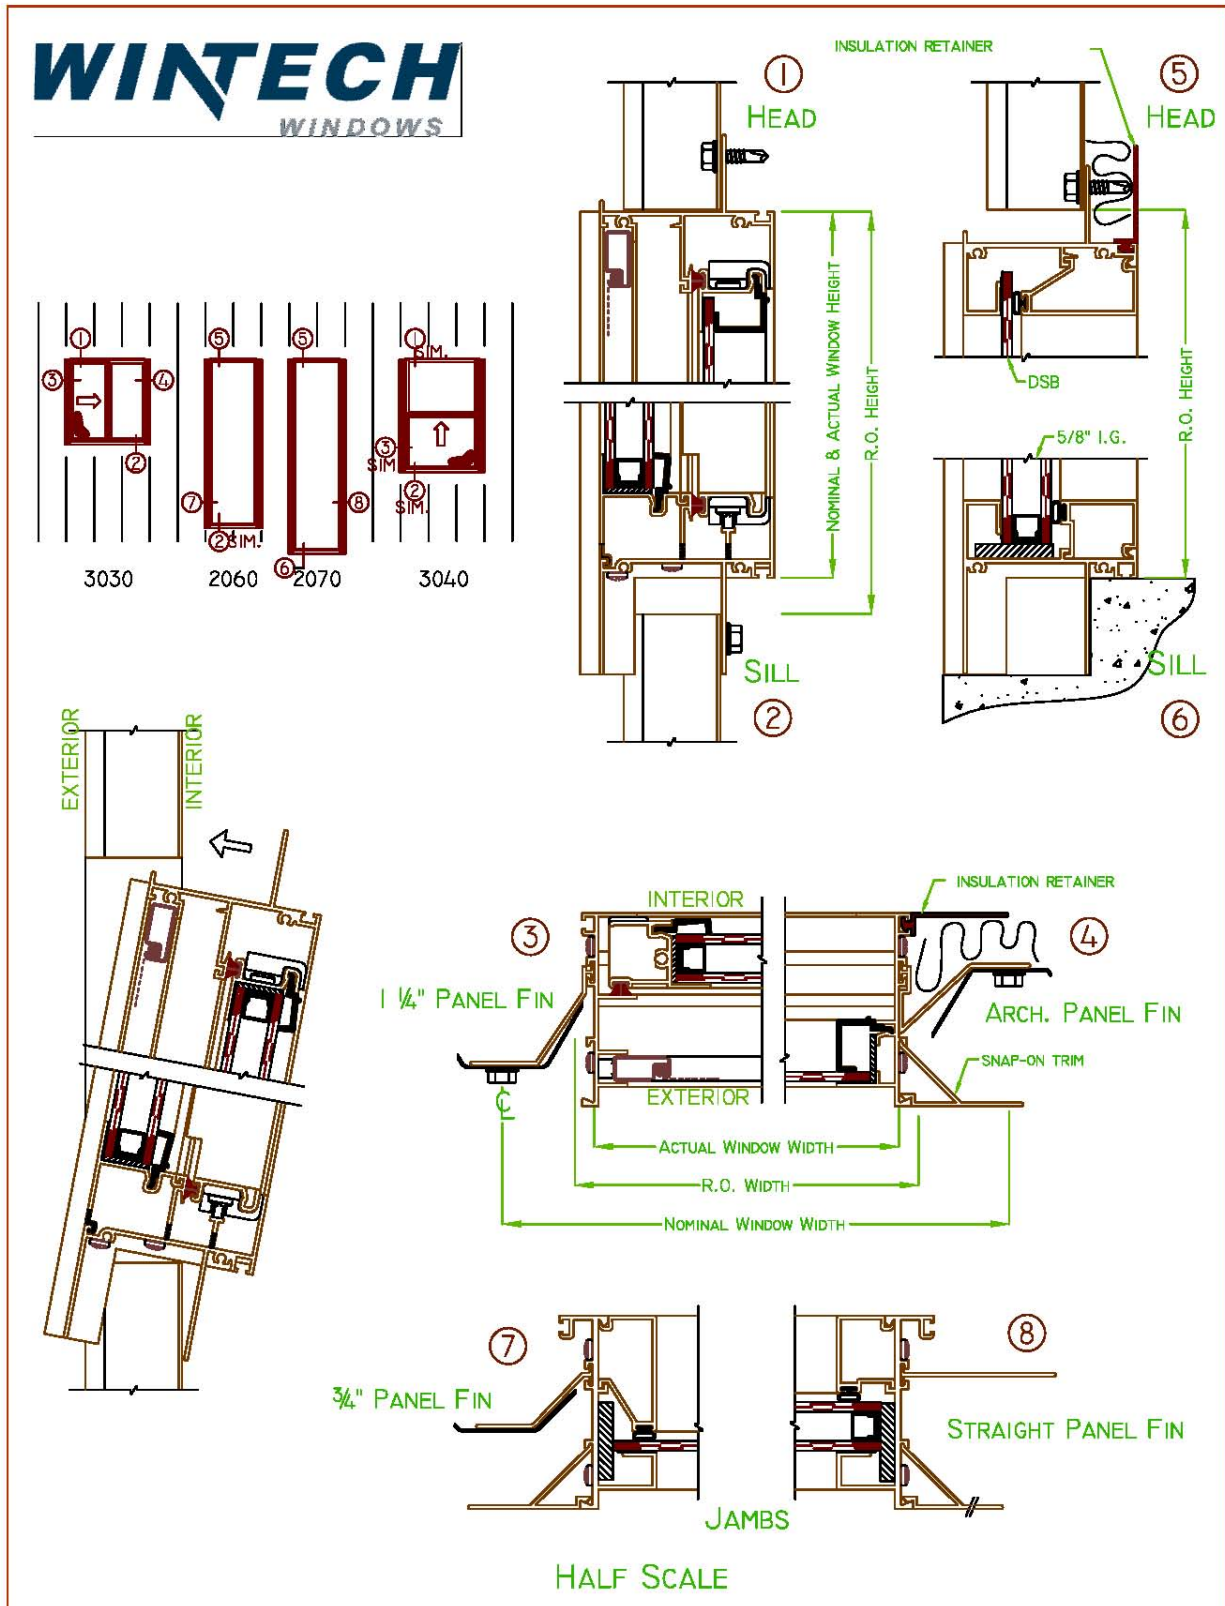 WINTECH
WINDOWS
INSULATION RETAINER
1
HEAD
5
HEAD
NOMINAL & ACTUAL WINDOW HEIGHT
R.O. HEIGHT
R.O. HEIGHT
DSB
5/8" I.G.
SILL
2
SILL
6
1
SIM.
3
4
2
5
7
2
SIM.
5
8
6
1
SIM.
3
SIM.
2
SIM.
3030
2060
2070
3040
EXTERIOR
INTERIOR
INTERIOR
INSULATION RETAINER
3
4
1 1/4" PANEL FIN
ARCH. PANEL FIN
SNAP-ON TRIM
EXTERIOR
℄
ACTUAL WINDOW WIDTH
R.O. WIDTH
NOMINAL WINDOW WIDTH
7
8
3/4" PANEL FIN
STRAIGHT PANEL FIN
JAMBS
HALF SCALE